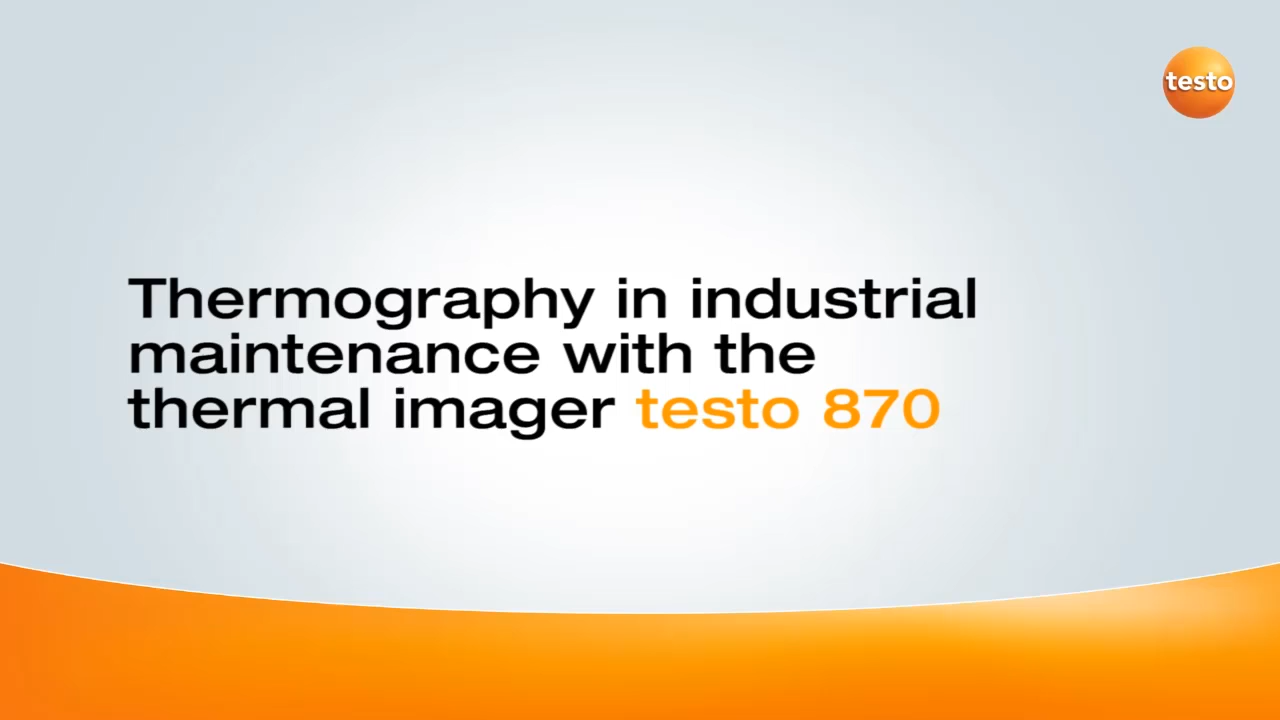 testo
Thermography in industrial
maintenance with the
thermal imager testo 870